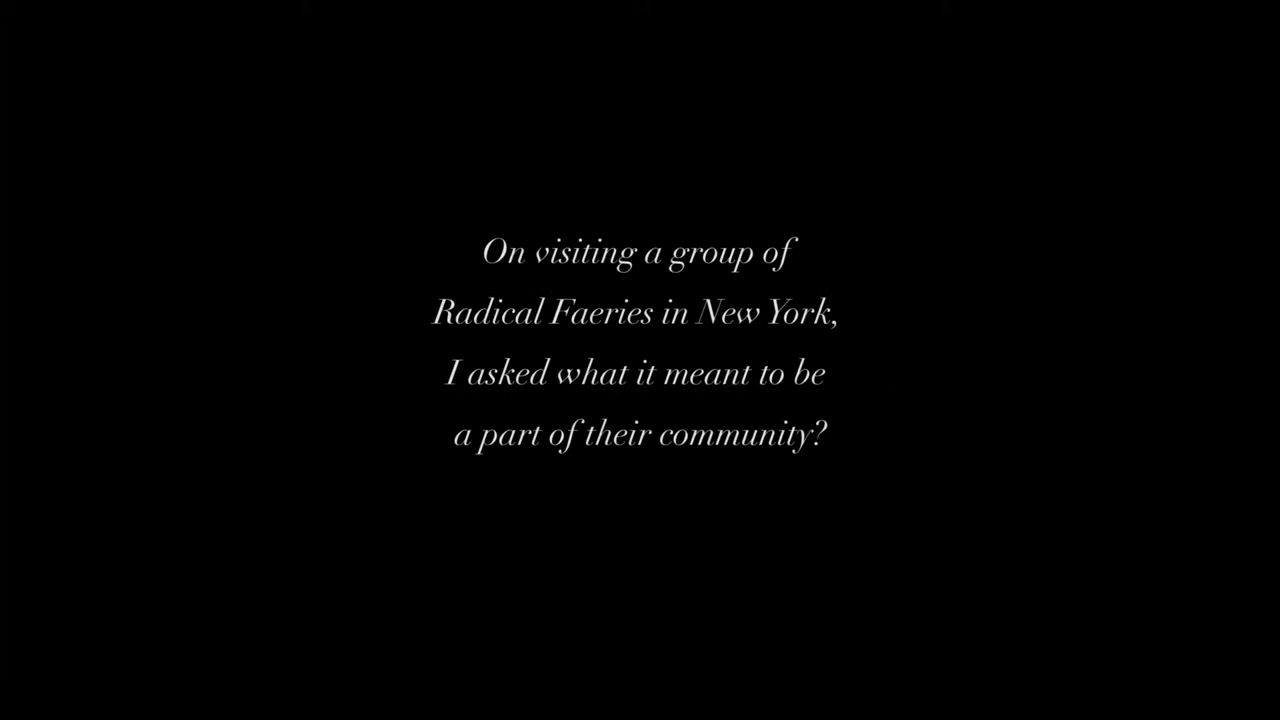 On visiting a group of
Radical Faeries in New York,
I asked what it meant to be
a part of their community?